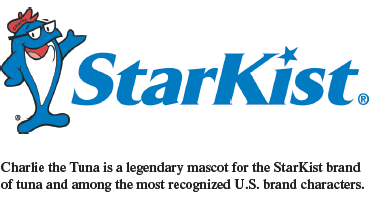 StarKist®
®
Charlie the Tuna is a legendary mascot for the StarKist brand
of tuna and among the most recognized U.S. brand characters.